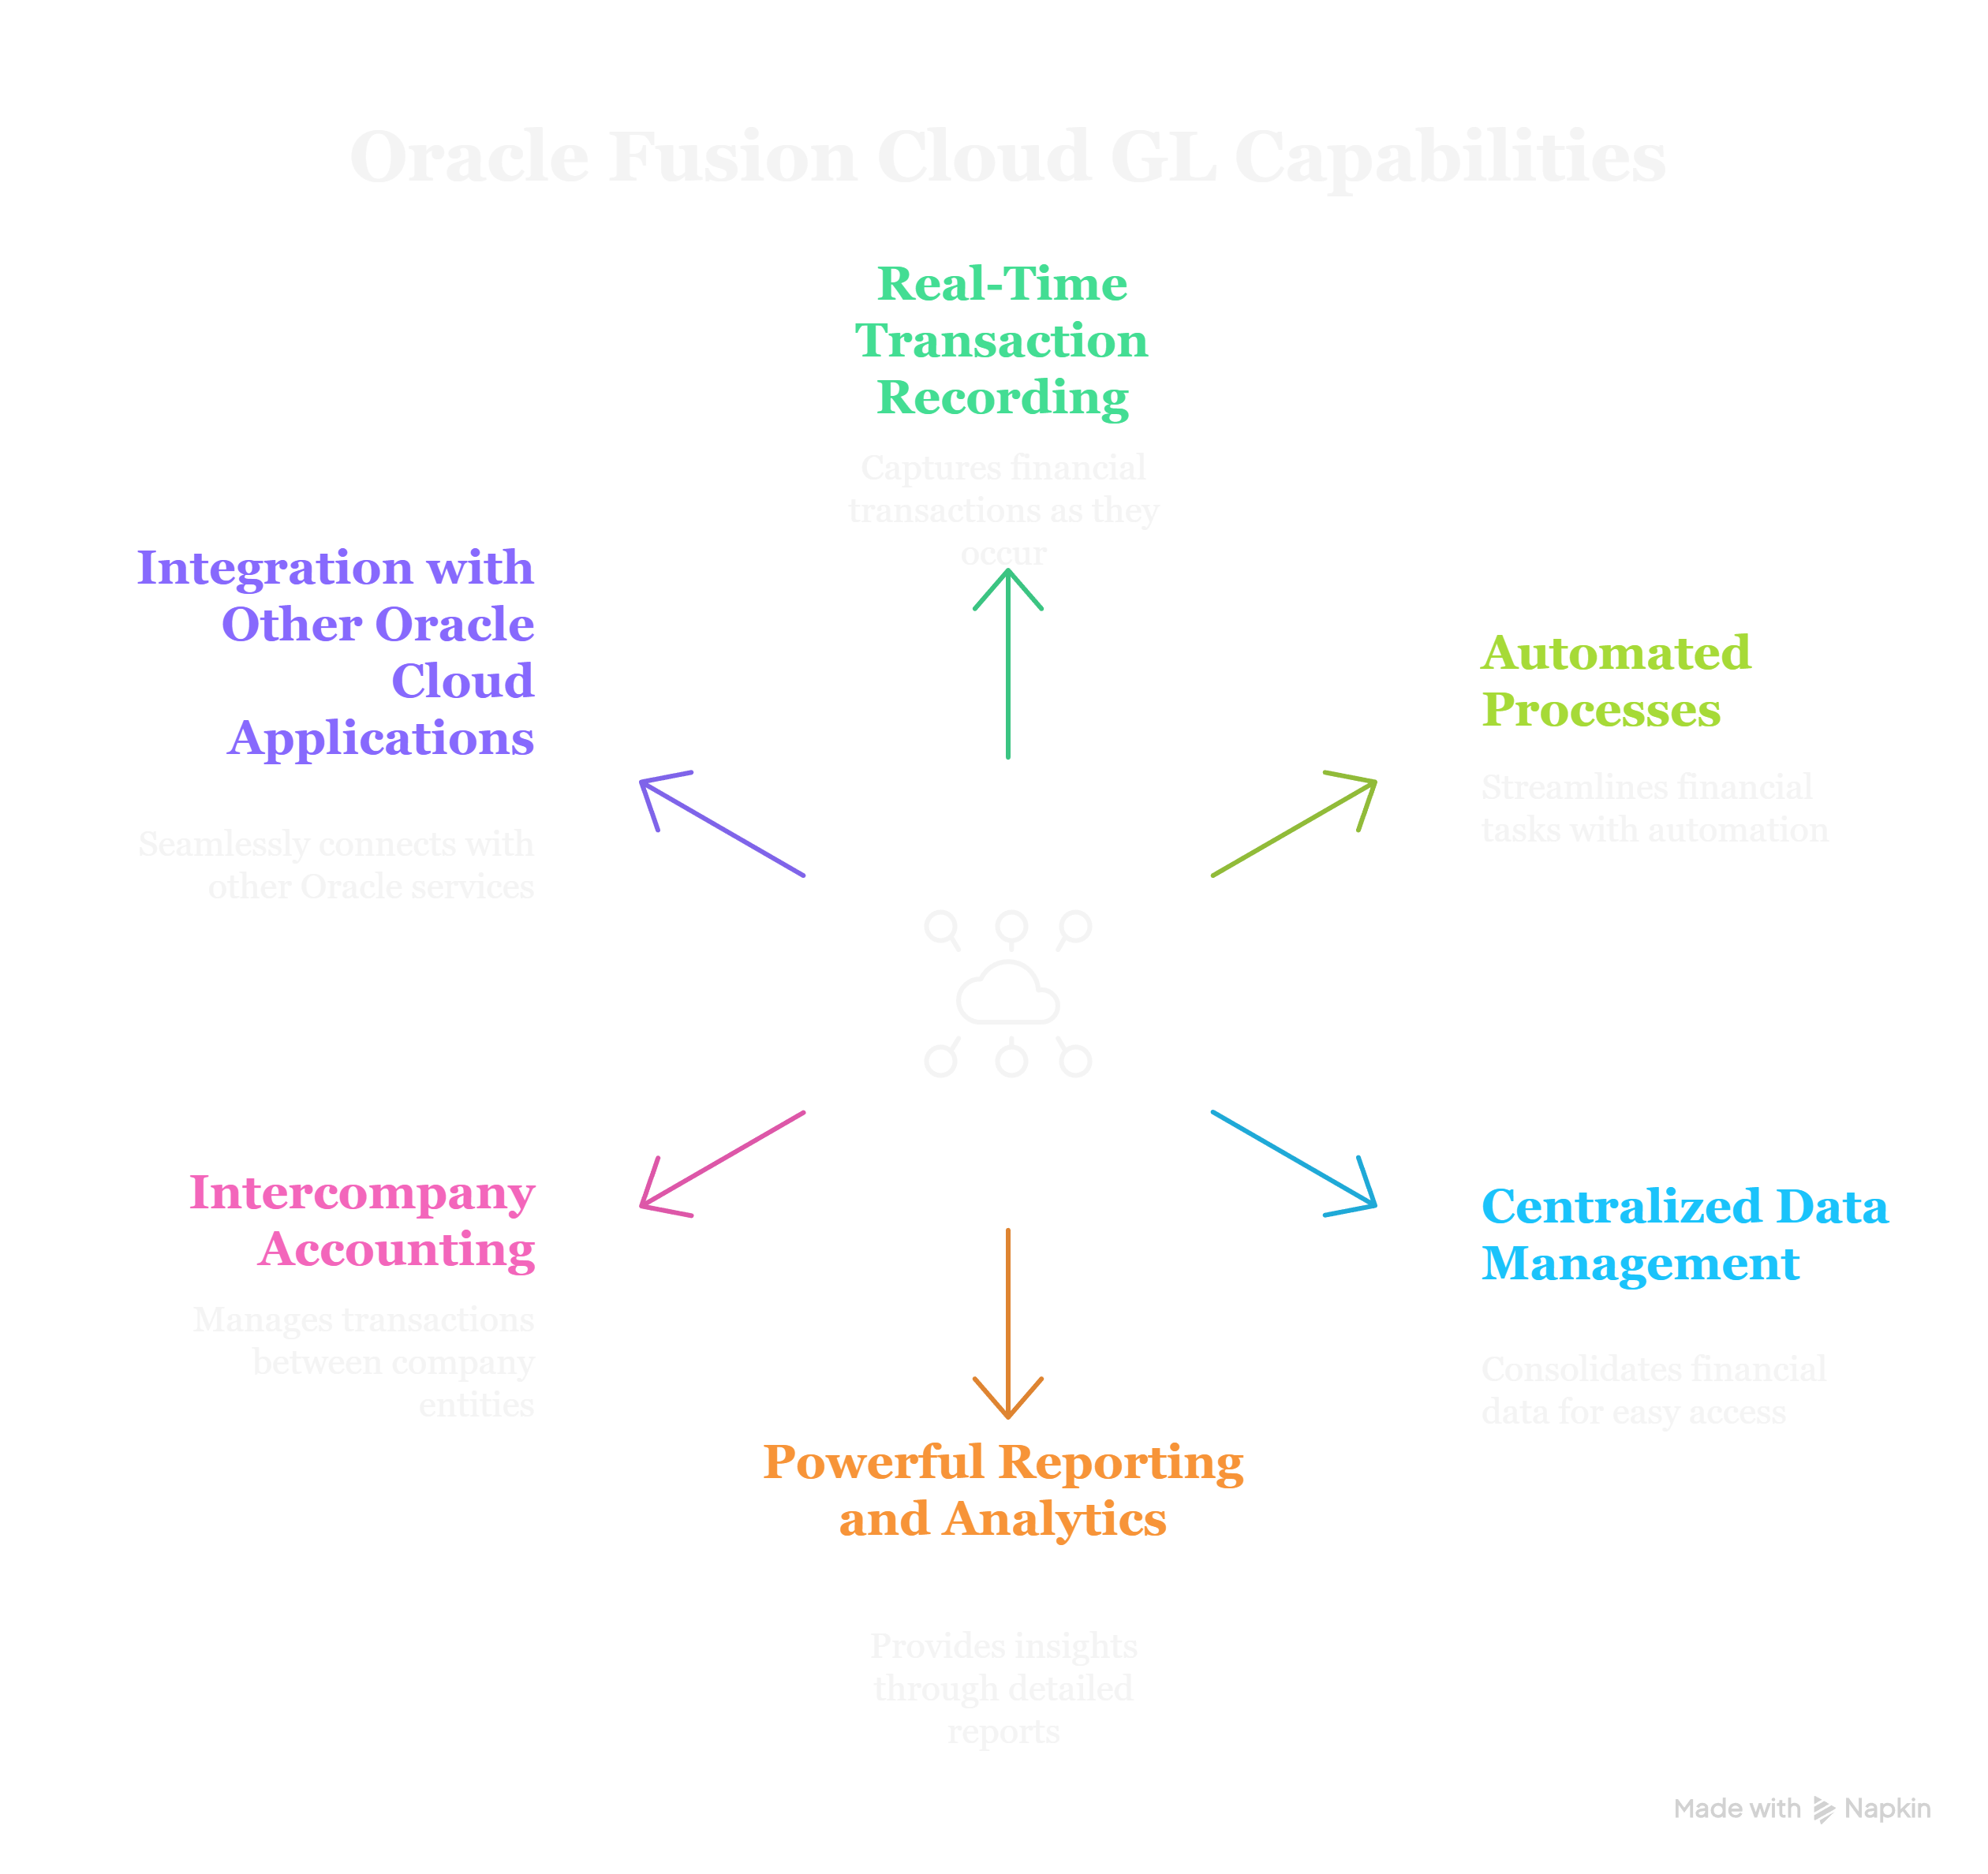 Oracle Fusion Cloud GL Capabilities
Real-Time
Transaction
Recording
Captures financial
transactions as they
occur
Integration with
Other Oracle
Cloud
Applications
Seamlessly connects with
other Oracle services
Automated
Processes
Streamlines financial
tasks with automation
Intercompany
Accounting
Manages transactions
between company
entities
Centralized Data
Management
Consolidates financial
data for easy access
Powerful Reporting
and Analytics
Provides insights
through detailed
reports
Made with Napkin